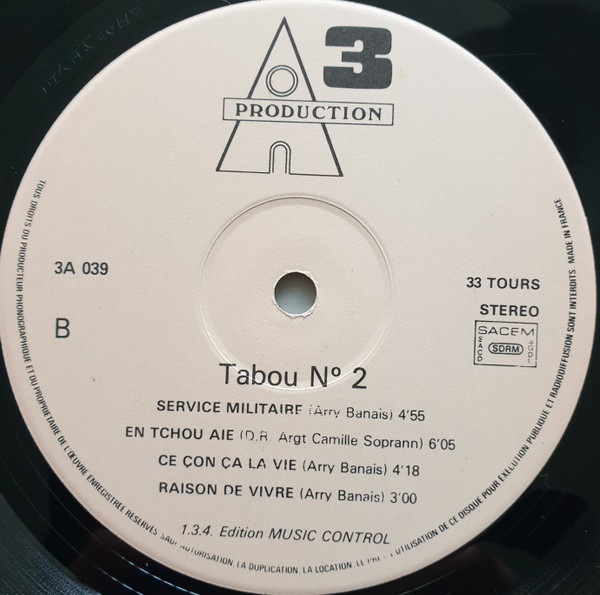 3
PRODUCTION
3A 039
B
33 TOURS
STEREO
SACEM
SACD
SDRM
SGDL
Tabou Nº 2
SERVICE MILITAIRE (Arry Banais) 4'55
EN TCHOU AIE (D.R. Argt Camille Soprann) 6'05
CE ÇON ÇA LA VIE (Arry Banais) 4'18
RAISON DE VIVRE (Arry Banais) 3'00
1.3.4. Edition MUSIC CONTROL
TOUS DROITS DU PRODUCTEUR PHONOGRAPHIQUE ET DU PROPRIETAIRE DE L'ŒUVRE ENREGISTREE RESERVES SAUF AUTORISATION, LA DUPLICATION, LA LOCATION, LE L'UTILISATION DE CE DISQUE POUR EXECUTION PUBLIQUE ET RADIODIFFUSION SONT INTERDITS MADE IN FRANCE